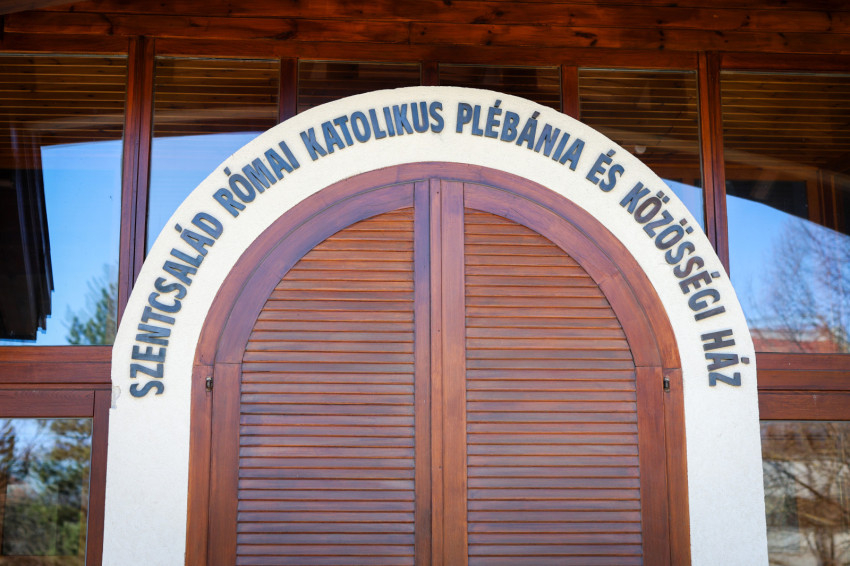 SZENTCSALÁD RÓMAI KATOLIKUS PLÉBÁNIA ÉS KÖZÖSSÉGI HÁZ